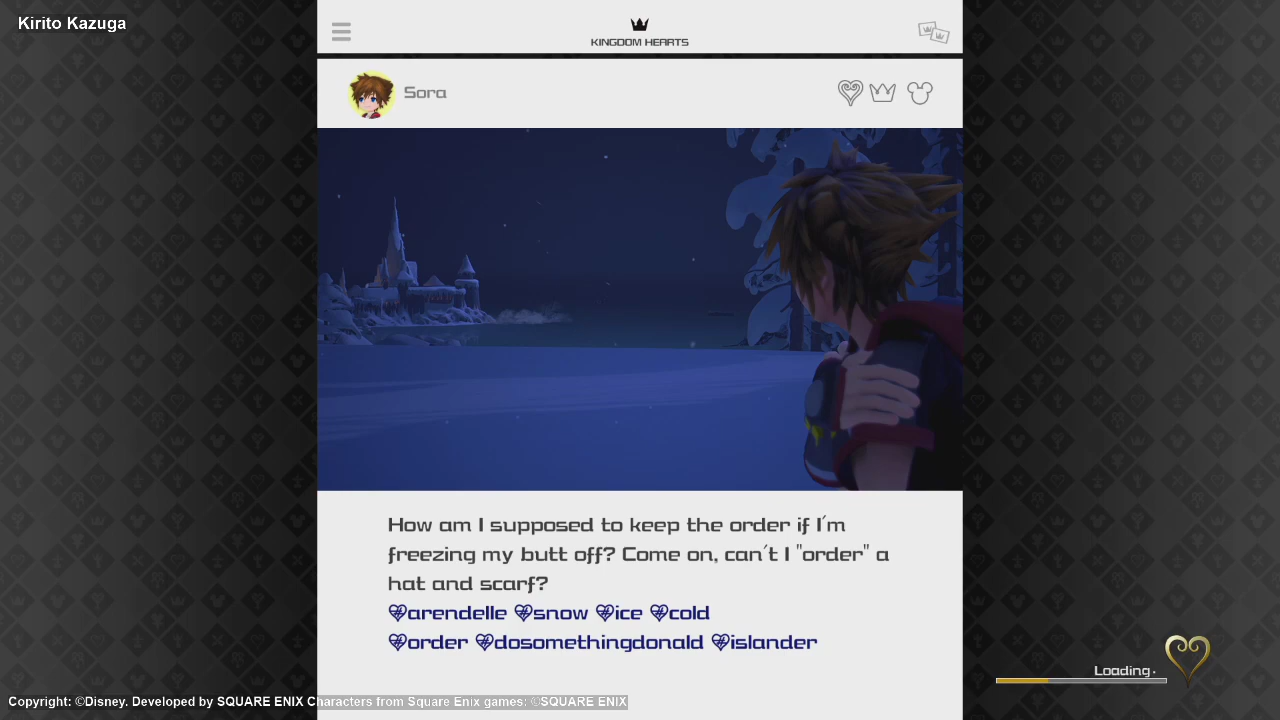 Kirito Kazuga
KINGDOM HEARTS
Sora
How am I supposed to keep the order if I'm
freezing my butt off? Come on, can't I "order" a
hat and scarf?
#arendelle #snow #ice #cold
#order #dosomethingdonald #islander
Loading.
Copyright: ©Disney. Developed by SQUARE ENIX Characters from Square Enix games: ©SQUARE ENIX